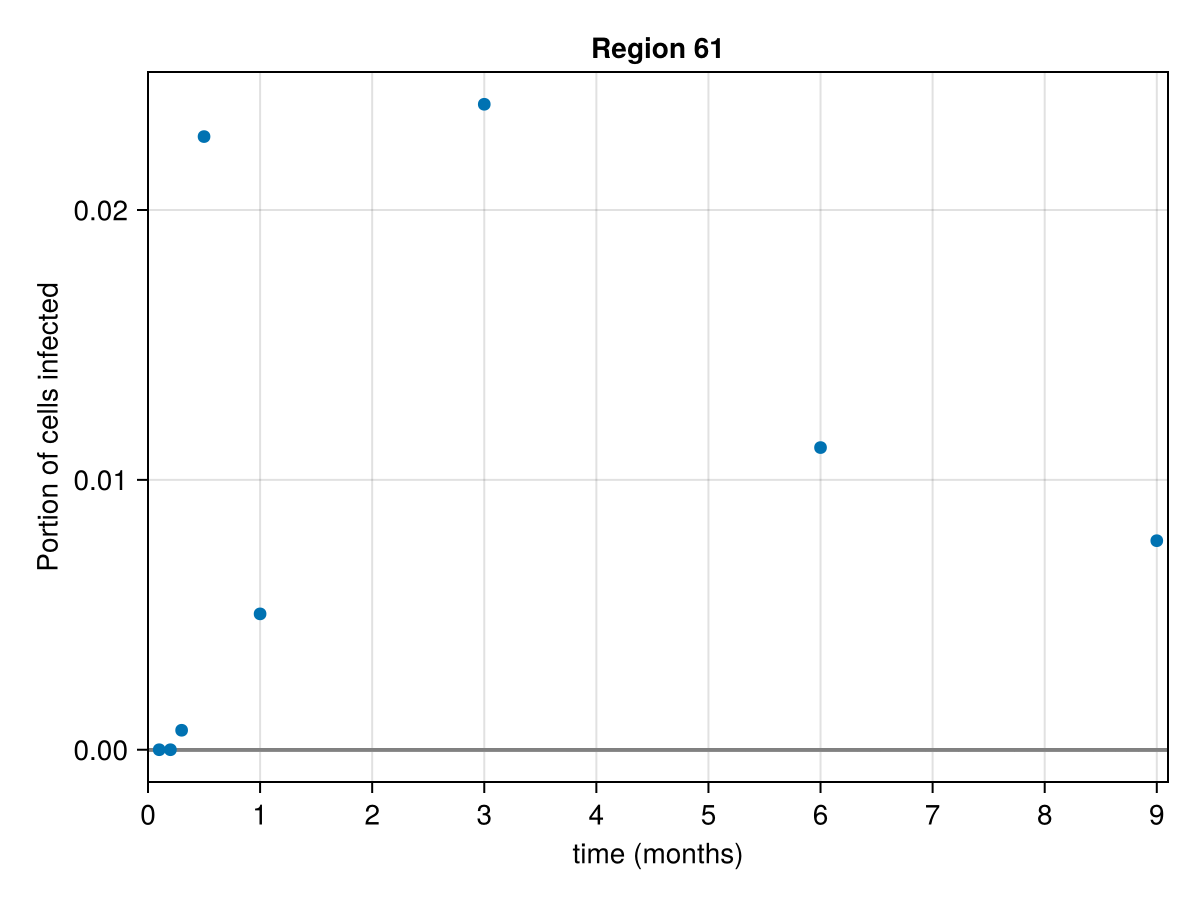 Region 61
Portion of cells infected
0.02
0.01
0.00
0 1 2 3 4 5 6 7 8 9
time (months)